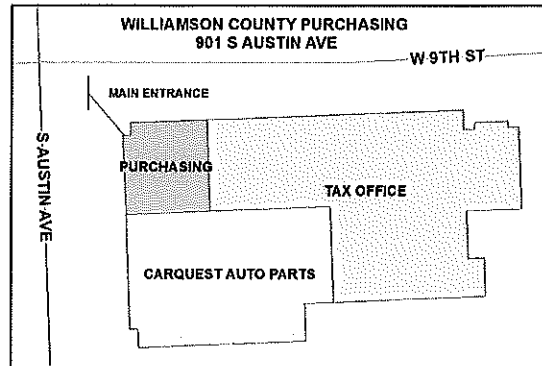 WILLIAMSON COUNTY PURCHASING
901 S AUSTIN AVE
W 9TH ST
MAIN ENTRANCE
S AUSTIN AVE
PURCHASING
TAX OFFICE
CARQUEST AUTO PARTS